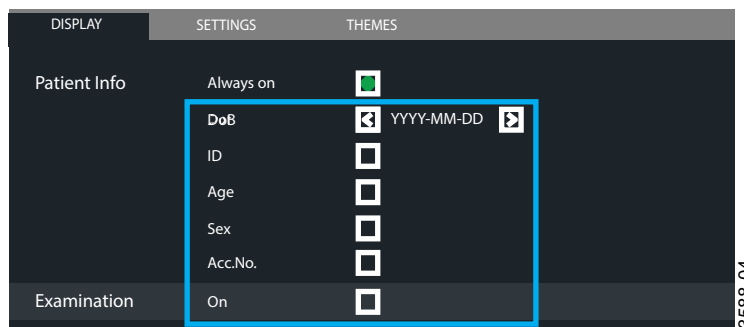 DISPLAY SETTINGS THEMES
Patient Info Always on
DoB YYYY-MM-DD
ID
Age
Sex
Acc.No.
Examination On